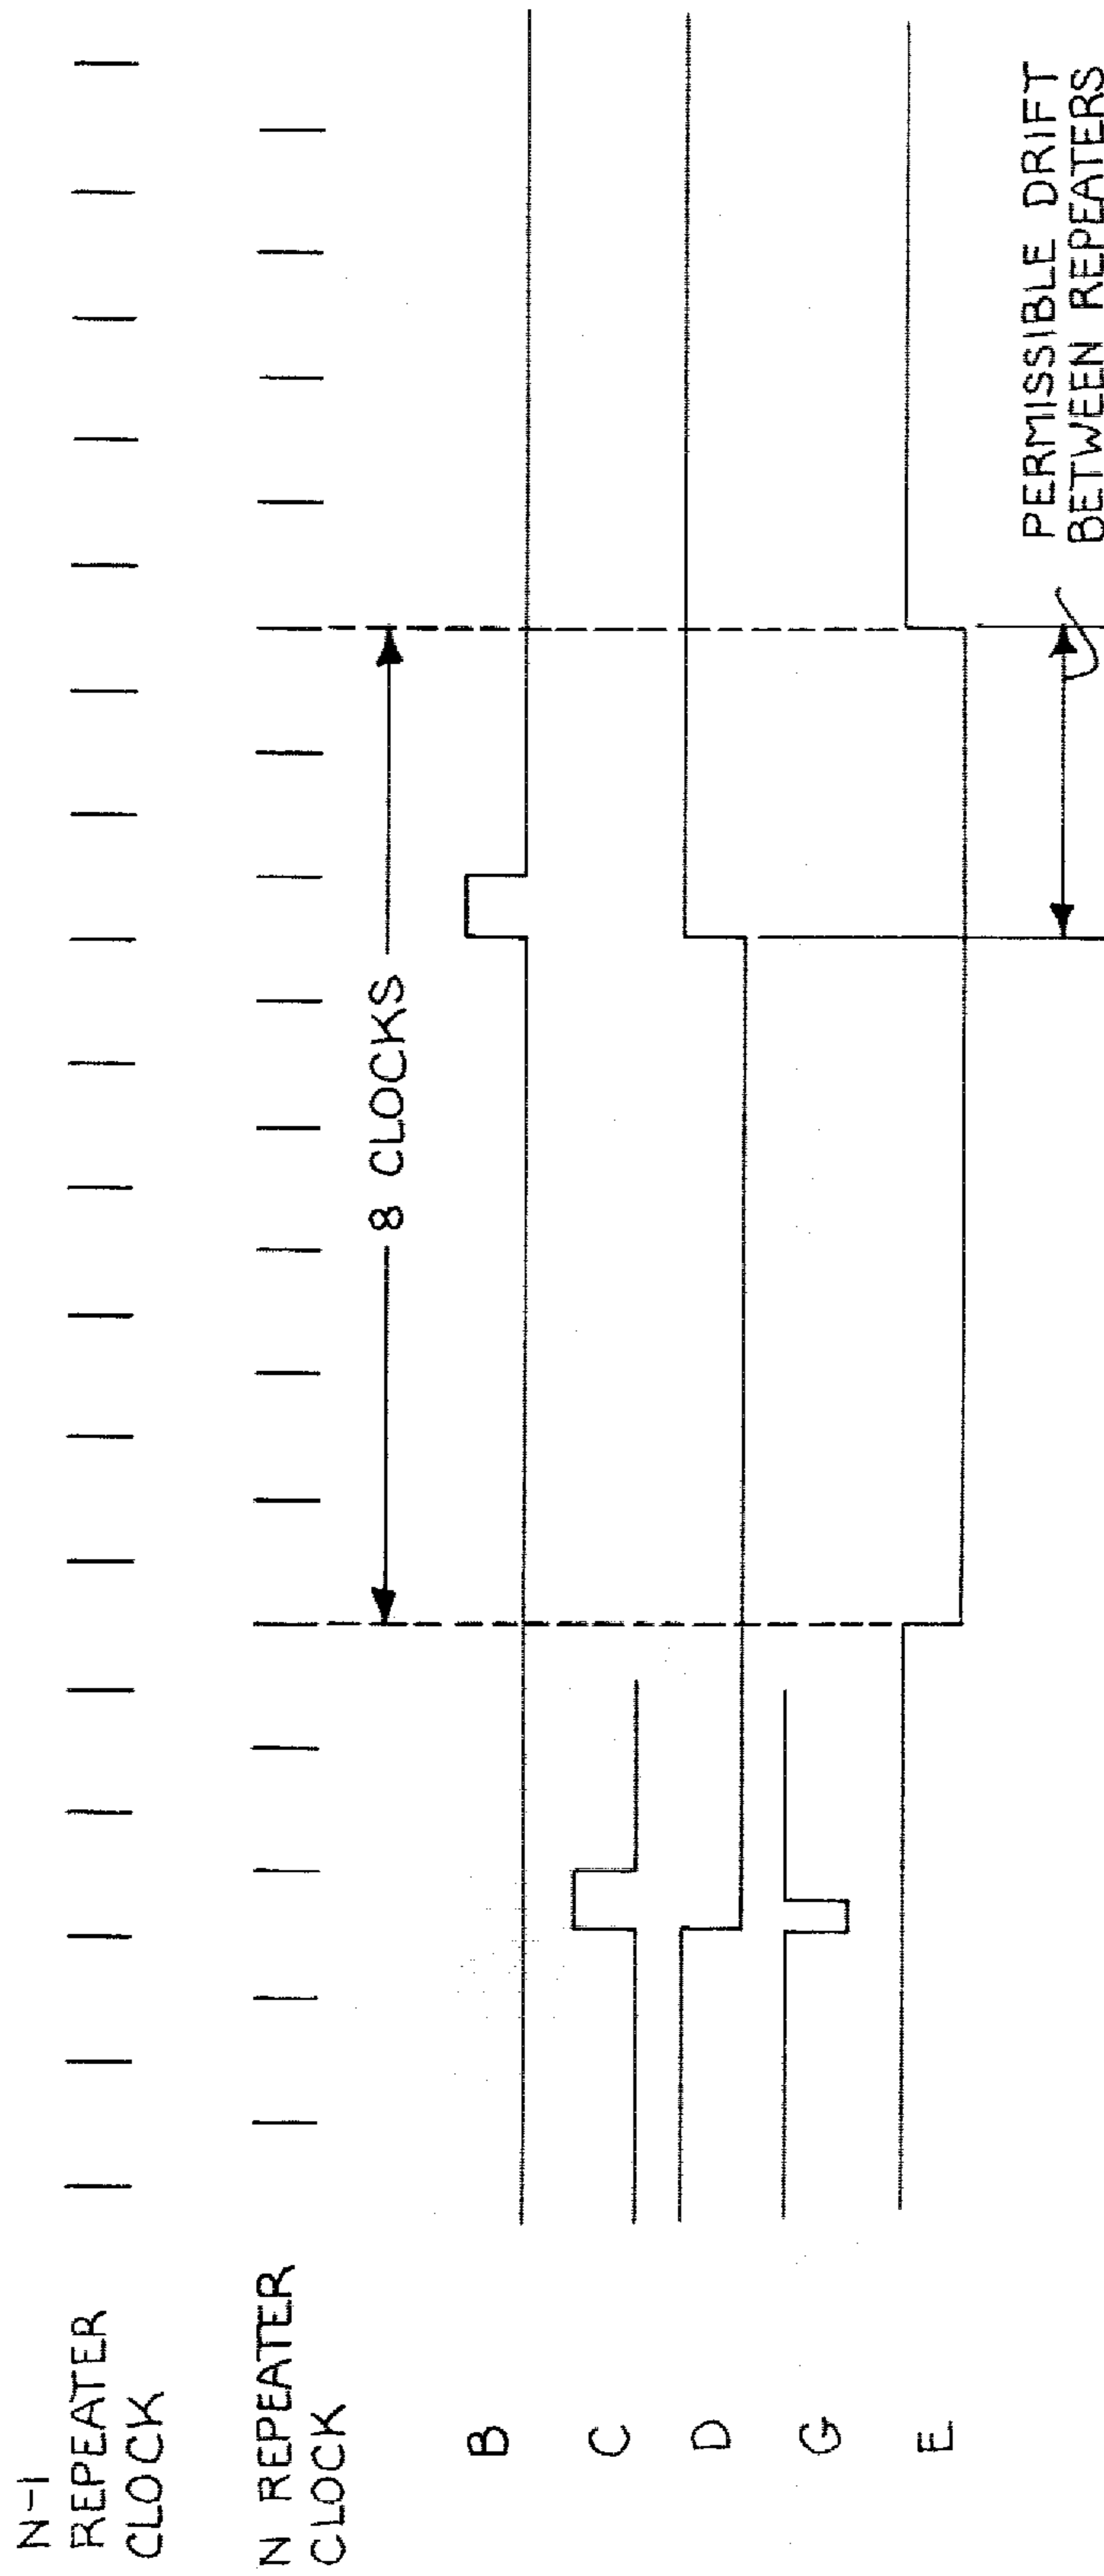 N-1
REPEATER
CLOCK
N REPEATER
CLOCK
8 CLOCKS
B
C
D
G
E
PERMISSIBLE DRIFT
BETWEEN REPEATERS